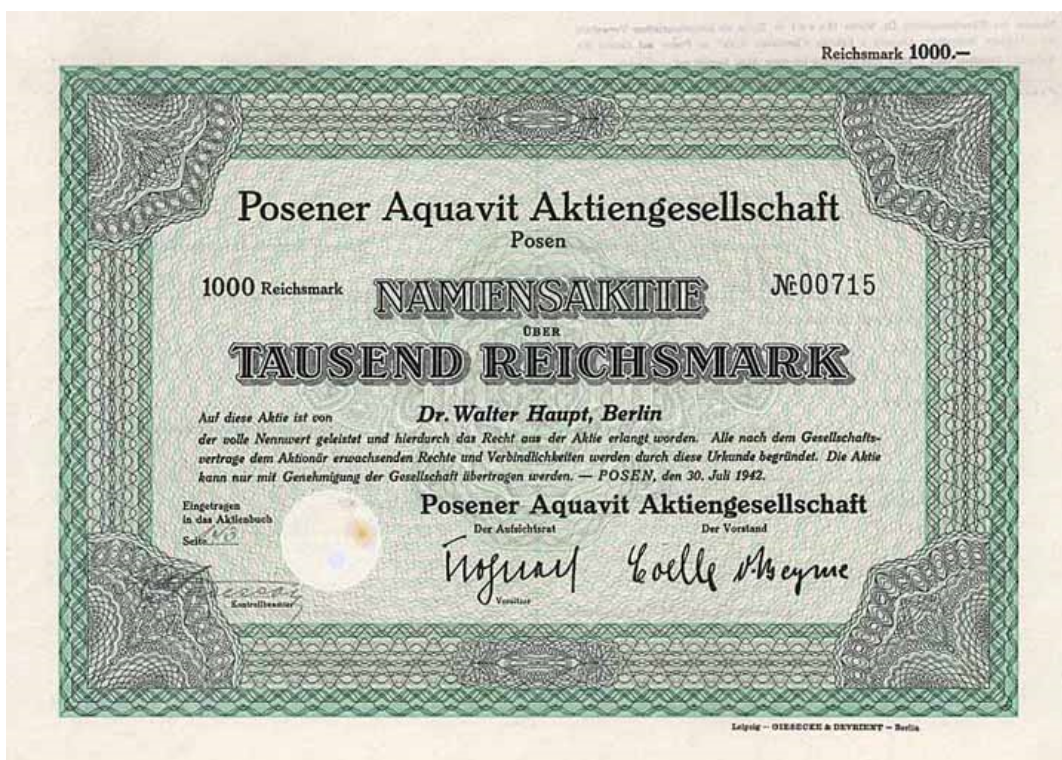 Reichsmark 1000.—
Posener Aquavit Aktiengesellschaft
Posen
1000 Reichsmark NAMENSAKTIE № 00715
ÜBER
TAUSEND REICHSMARK
Auf diese Aktie ist von Dr. Walter Haupt, Berlin
der volle Nennwert geleistet und hierdurch das Recht aus der Aktie erlangt worden. Alle nach dem Gesellschafts-
vertrage dem Aktionär erwachsenden Rechte und Verbindlichkeiten werden durch diese Urkunde begründet. Die Aktie
kann nur mit Genehmigung der Gesellschaft übertragen werden. — POSEN, den 30. Juli 1942.
Eingetragen
in das Aktienbuch
Seite
Posener Aquavit Aktiengesellschaft
Der Aufsichtsrat Der Vorstand
Vorsitzer
Kontrollbeamter
Leipzig — GIESECKE & DEVRIENT — Berlin